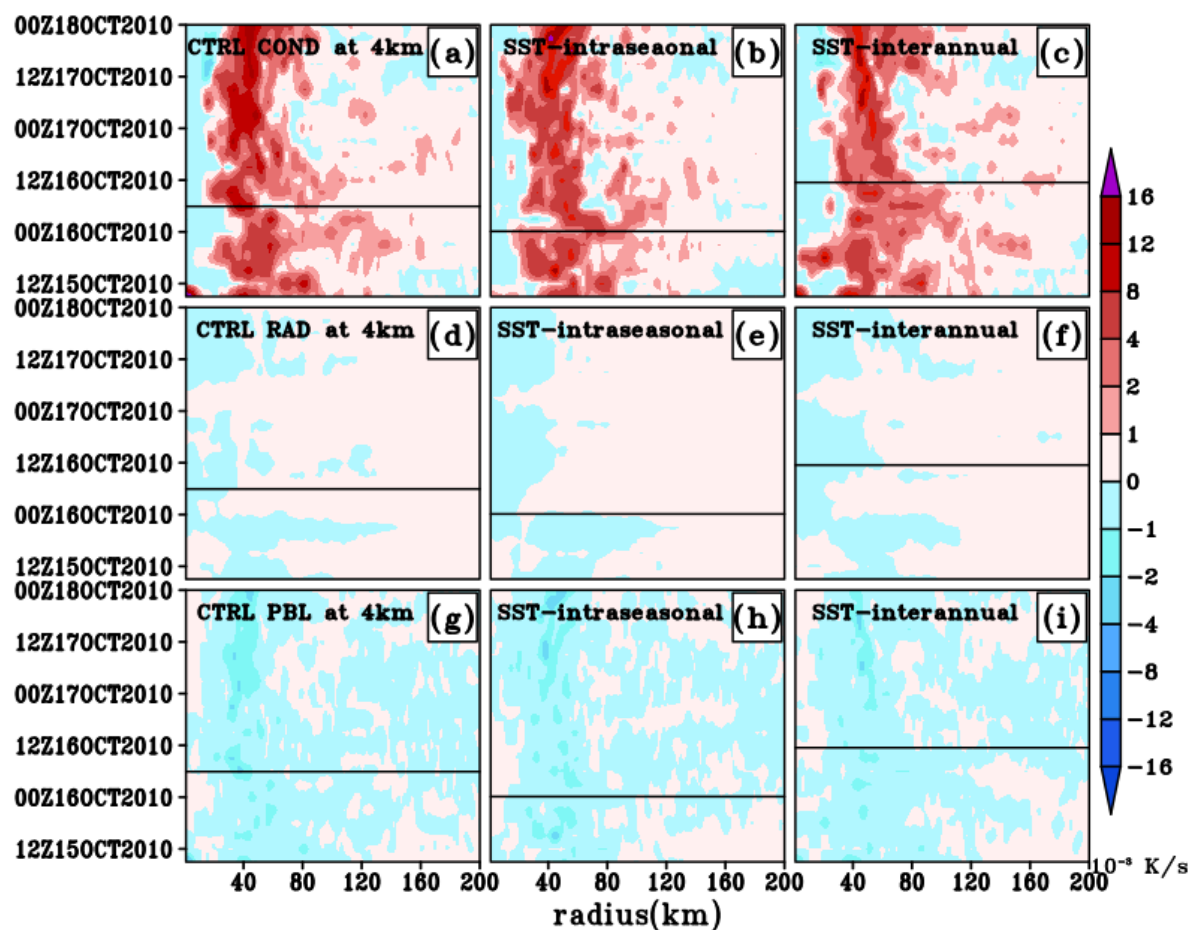 00Z18OCT2010
CTRL COND at 4km (a)
SST-intraseaonal (b)
SST-interannual (c)
12Z17OCT2010
00Z17OCT2010
12Z16OCT2010
00Z16OCT2010
12Z15OCT2010
00Z18OCT2010
CTRL RAD at 4km (d)
SST-intraseasonal (e)
SST-interannual (f)
12Z17OCT2010
00Z17OCT2010
12Z16OCT2010
00Z16OCT2010
12Z15OCT2010
00Z18OCT2010
CTRL PBL at 4km (g)
SST-intraseasonal (h)
SST-interannual (i)
12Z17OCT2010
00Z17OCT2010
12Z16OCT2010
00Z16OCT2010
12Z15OCT2010
40 80 120 160 200
40 80 120 160 200
40 80 120 160 200
radius(km)
16
12
8
4
2
1
0
-1
-2
-4
-8
-12
-16
10⁻³ K/s